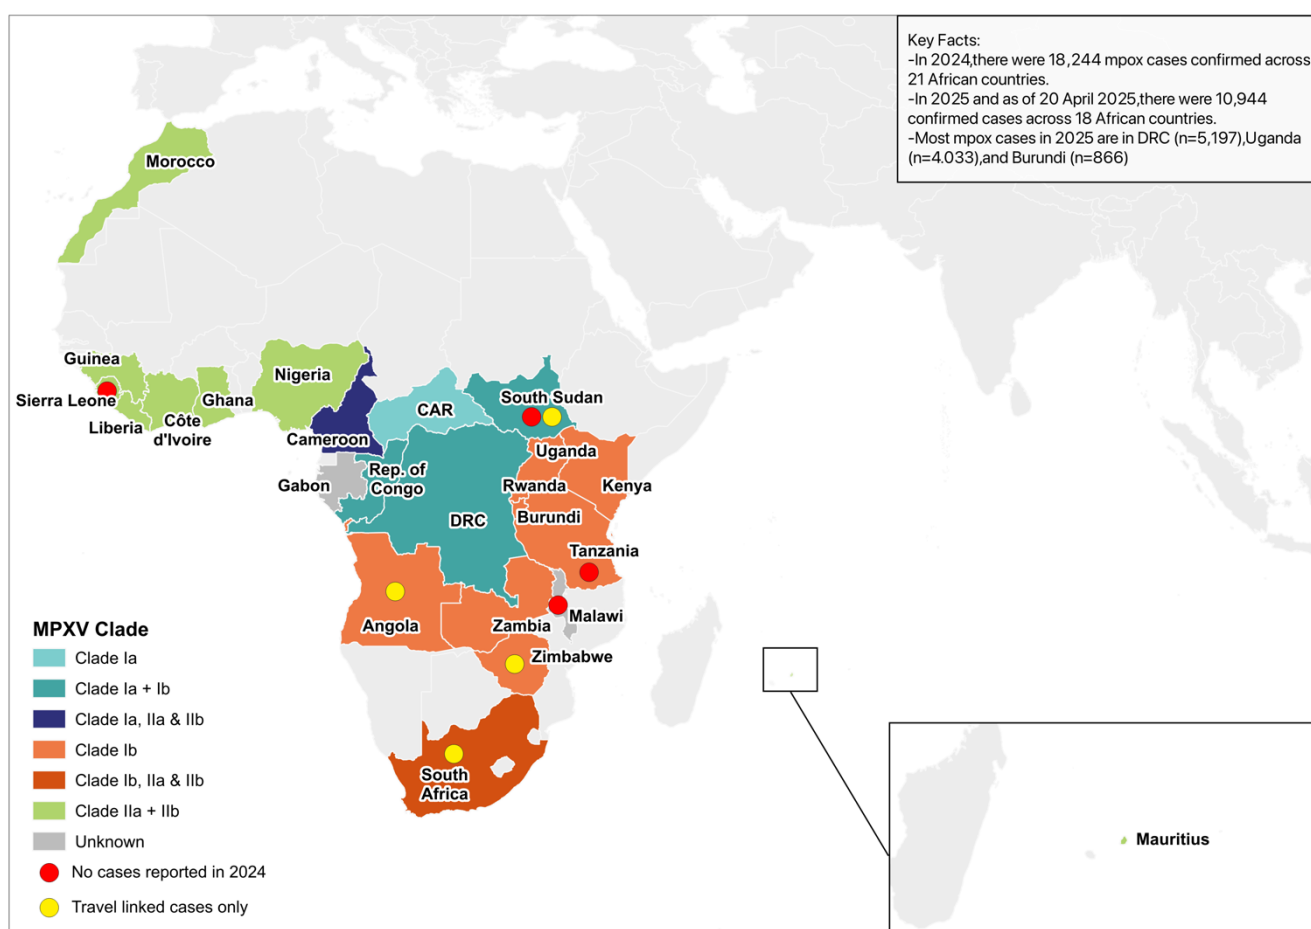 Key Facts:
-In 2024,there were 18,244 mpox cases confirmed across
21 African countries.
-In 2025 and as of 20 April 2025,there were 10,944
confirmed cases across 18 African countries.
-Most mpox cases in 2025 are in DRC (n=5,197),Uganda
(n=4.033),and Burundi (n=866)
Morocco
Guinea
Sierra Leone
Liberia
Côte
d'Ivoire
Ghana
Nigeria
Cameroon
CAR
South Sudan
Gabon
Rep. of
Congo
DRC
Uganda
Rwanda
Kenya
Burundi
Tanzania
Angola
Zambia
Malawi
Zimbabwe
South
Africa
Mauritius
MPXV Clade
Clade Ia
Clade Ia + Ib
Clade Ia, IIa & IIb
Clade Ib
Clade Ib, IIa & IIb
Clade IIa + IIb
Unknown
No cases reported in 2024
Travel linked cases only